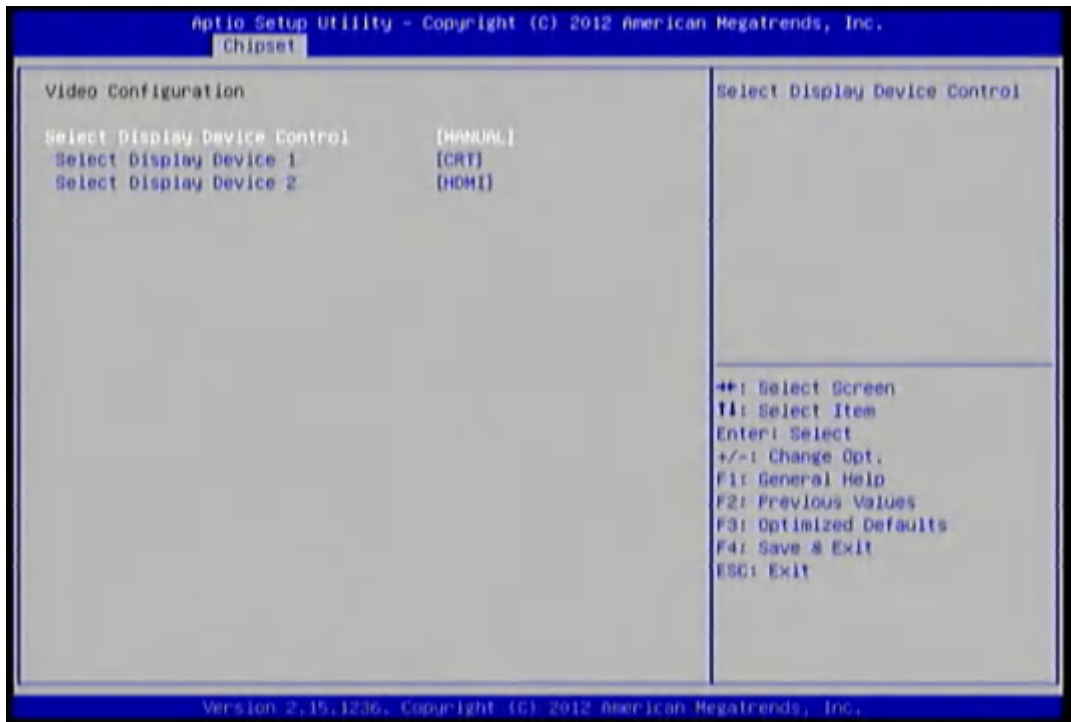 Aptio Setup Utility - Copyright (C) 2012 American Megatrends, Inc.
Chipset
Video Configuration
Select Display Device Control [MANUAL]
Select Display Device 1 [CRT]
Select Display Device 2 [HDMI]
Select Display Device Control
→←: Select Screen
↑↓: Select Item
Enter: Select
+/-: Change Opt.
F1: General Help
F2: Previous Values
F3: Optimized Defaults
F4: Save & Exit
ESC: Exit
Version 2.15.1236. Copyright (C) 2012 American Megatrends, Inc.